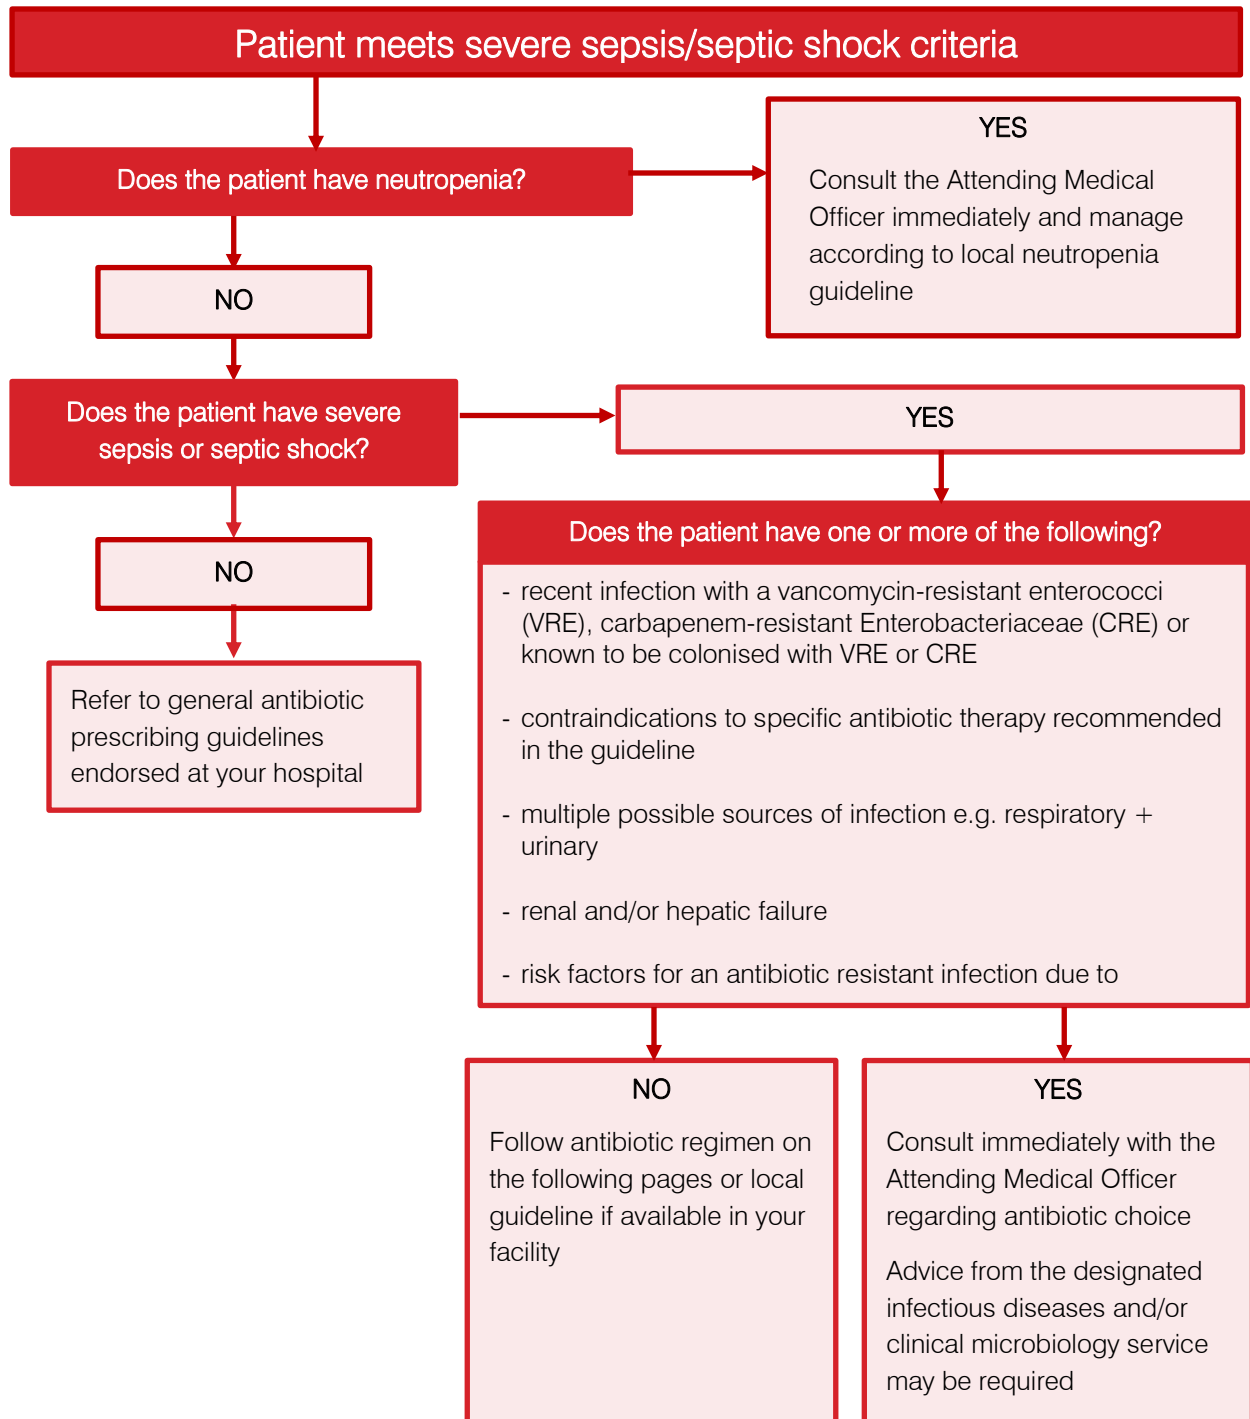 Patient meets severe sepsis/septic shock criteria
Does the patient have neutropenia?
YES
Consult the Attending Medical
Officer immediately and manage
according to local neutropenia
guideline
NO
Does the patient have severe
sepsis or septic shock?
YES
NO
Refer to general antibiotic
prescribing guidelines
endorsed at your hospital
Does the patient have one or more of the following?
- recent infection with a vancomycin-resistant enterococci
(VRE), carbapenem-resistant Enterobacteriaceae (CRE) or
known to be colonised with VRE or CRE
- contraindications to specific antibiotic therapy recommended
in the guideline
- multiple possible sources of infection e.g. respiratory +
urinary
- renal and/or hepatic failure
- risk factors for an antibiotic resistant infection due to
NO
Follow antibiotic regimen on
the following pages or local
guideline if available in your
facility
YES
Consult immediately with the
Attending Medical Officer
regarding antibiotic choice
Advice from the designated
infectious diseases and/or
clinical microbiology service
may be required